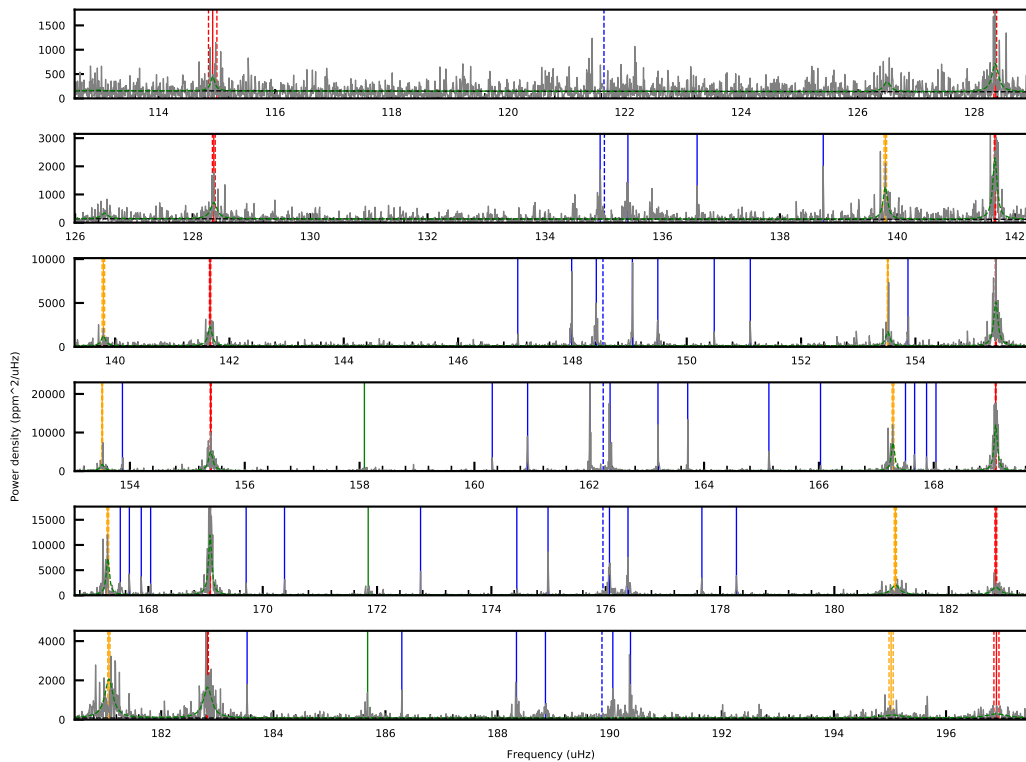 1500
1000
500
0
114 116 118 120 122 124 126 128
3000
2000
1000
0
126 128 130 132 134 136 138 140 142
10000
5000
0
140 142 144 146 148 150 152 154
Power density (ppm^2/uHz)
20000
10000
0
154 156 158 160 162 164 166 168
15000
10000
5000
0
168 170 172 174 176 178 180 182
4000
2000
0
182 184 186 188 190 192 194 196
Frequency (uHz)